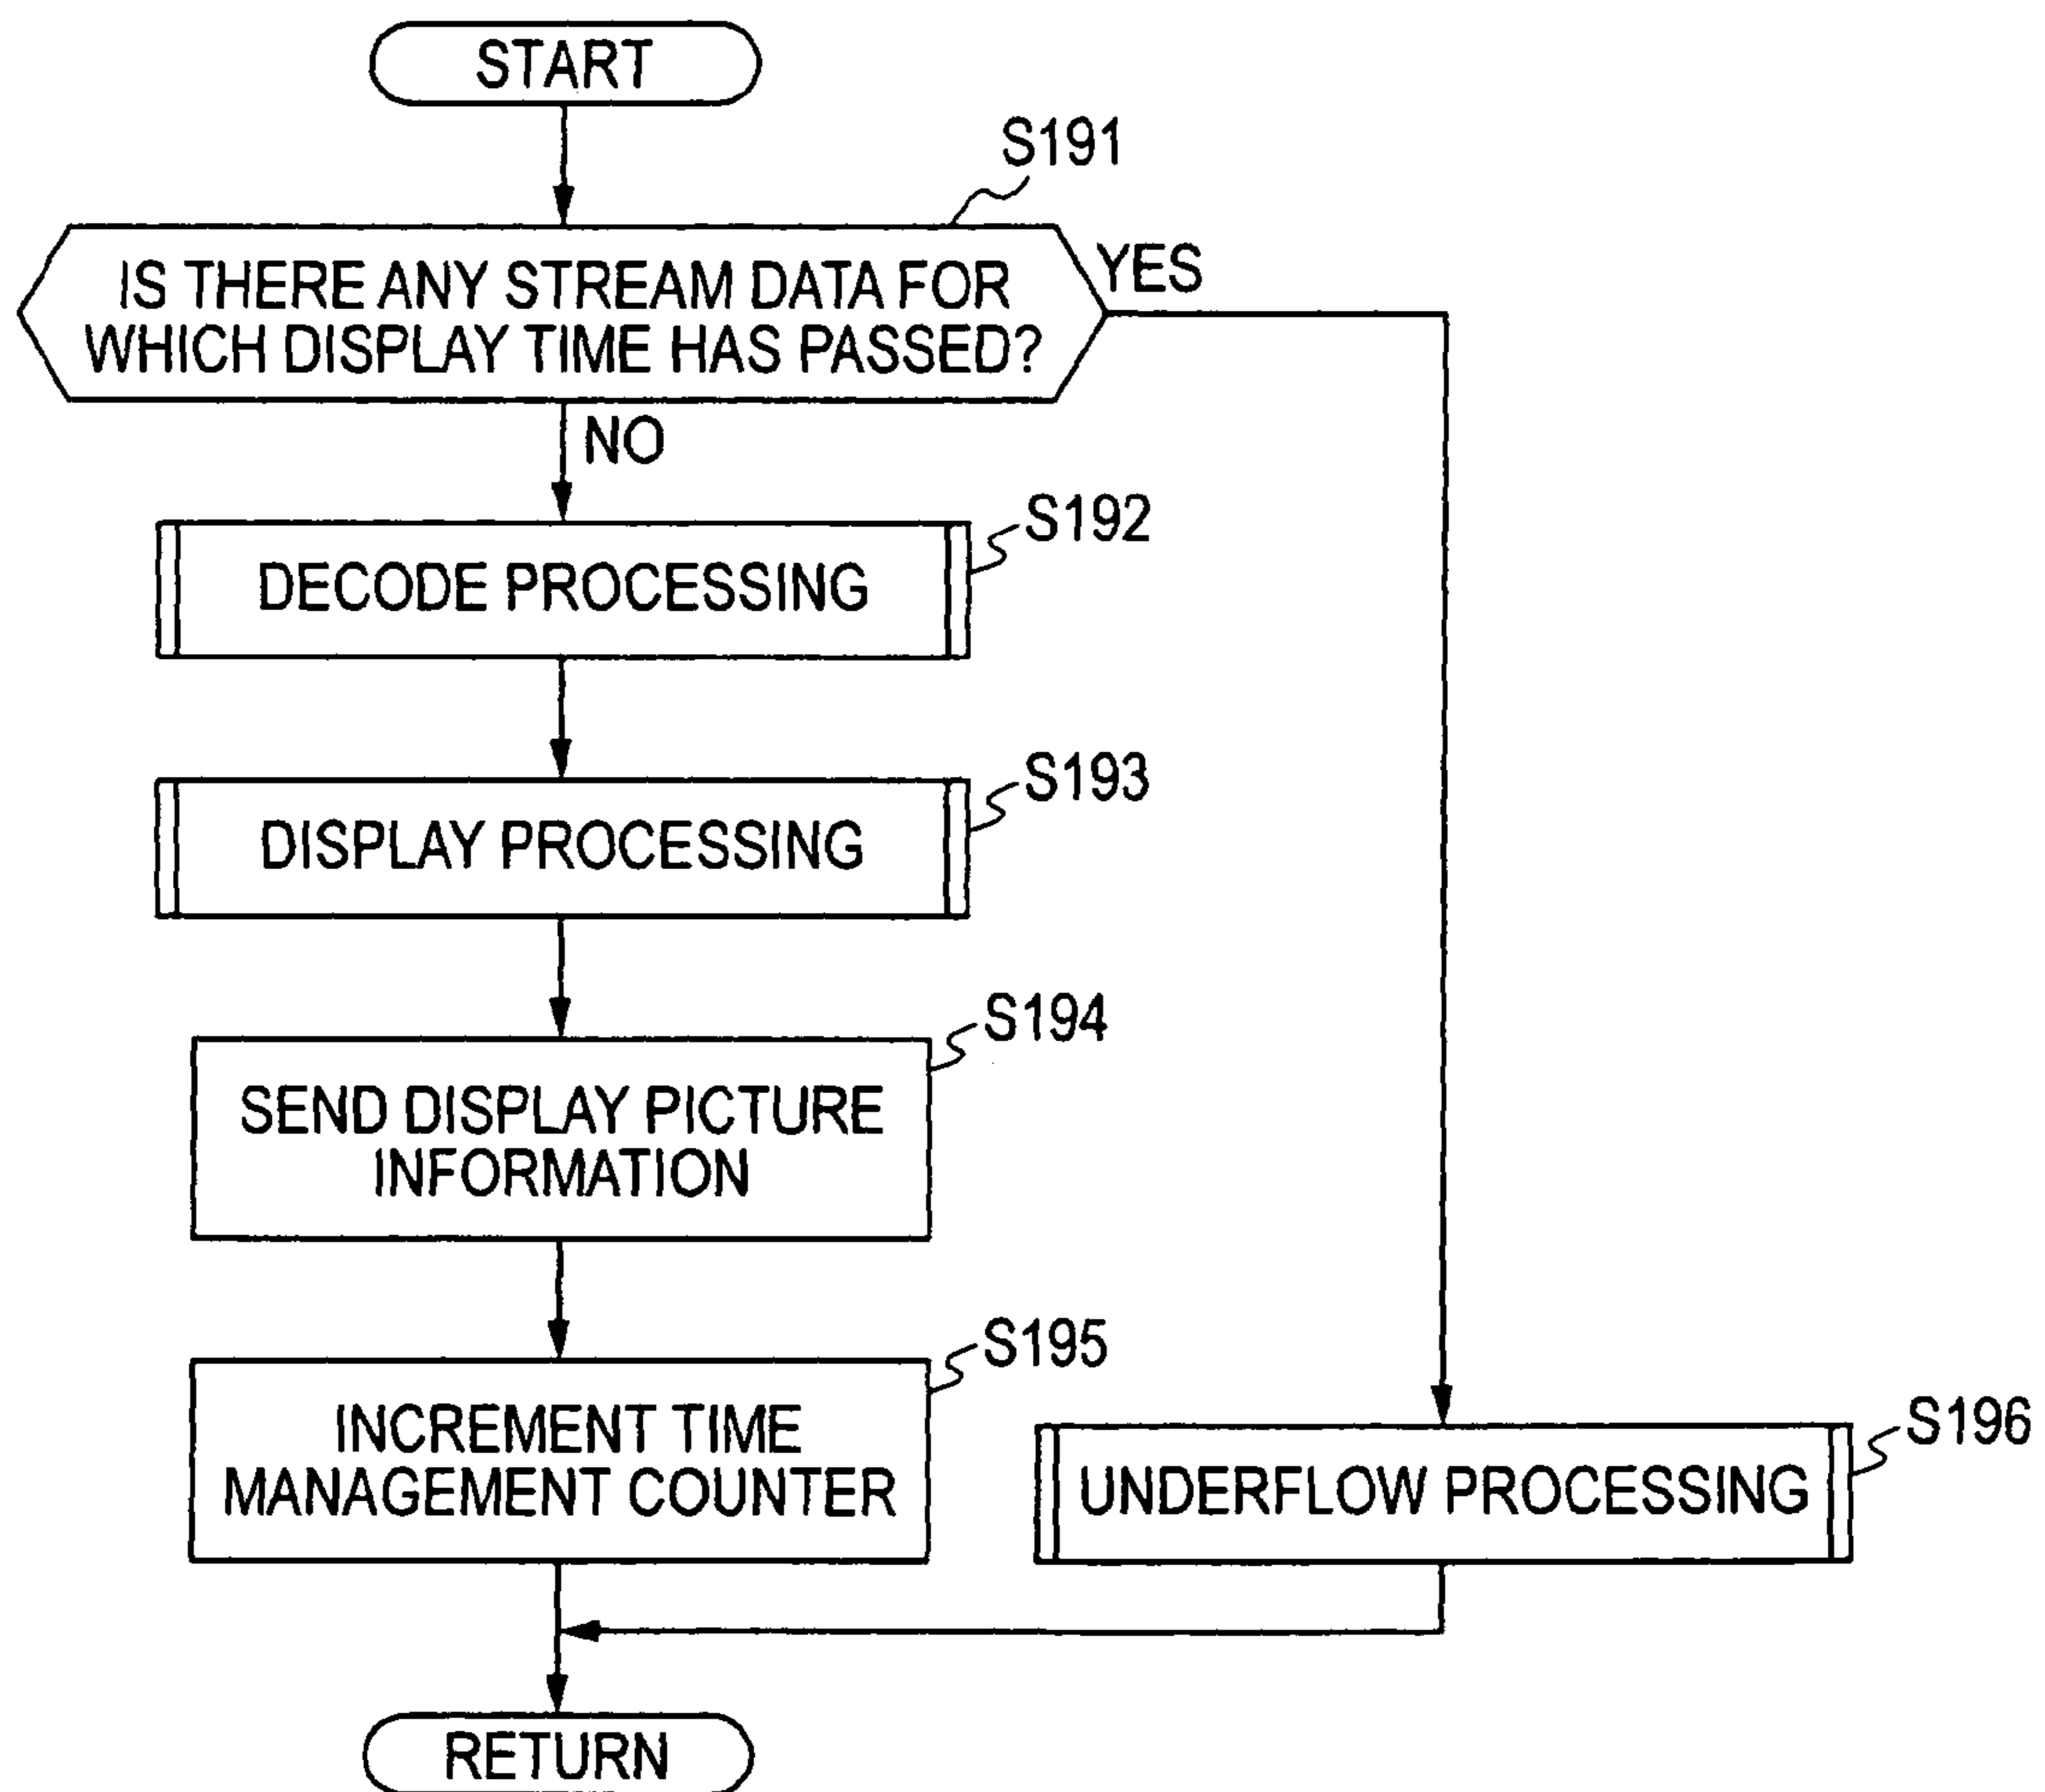 START
S191
IS THERE ANY STREAM DATA FOR
WHICH DISPLAY TIME HAS PASSED?
YES
NO
S192
DECODE PROCESSING
S193
DISPLAY PROCESSING
S194
SEND DISPLAY PICTURE
INFORMATION
S195
INCREMENT TIME
MANAGEMENT COUNTER
S196
UNDERFLOW PROCESSING
RETURN